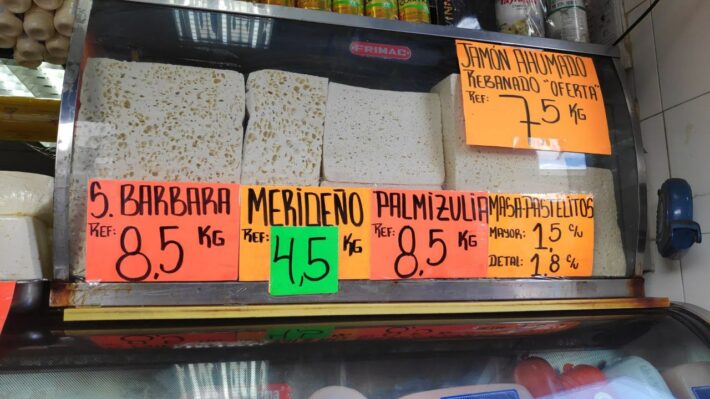 FRIMAC
JAMÓN AHUMADO
REBANADO "OFERTA"
REF: 7,5 KG
S. BARBARA
REF: 8,5 KG
MERIDEÑO
REF: 4,5 KG
PALMIZULIA
REF: 8,5 KG
MASA PASTELITOS
MAYOR: 1,5 c/u
DETAL: 1,8 c/u